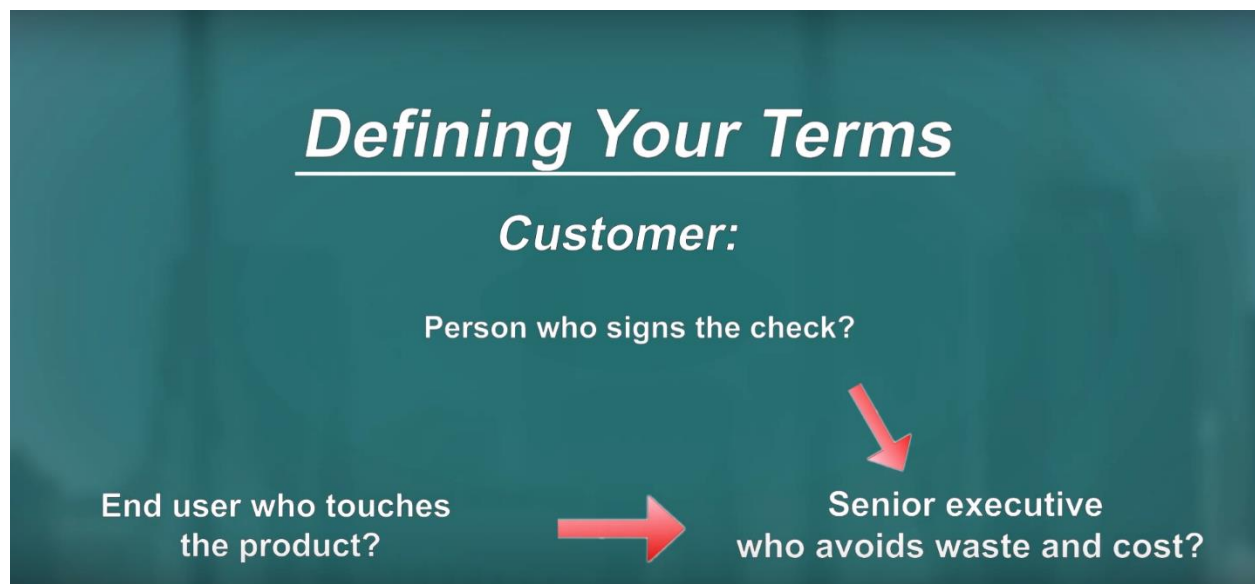 Defining Your Terms
Customer:
Person who signs the check?
End user who touches
the product?
Senior executive
who avoids waste and cost?